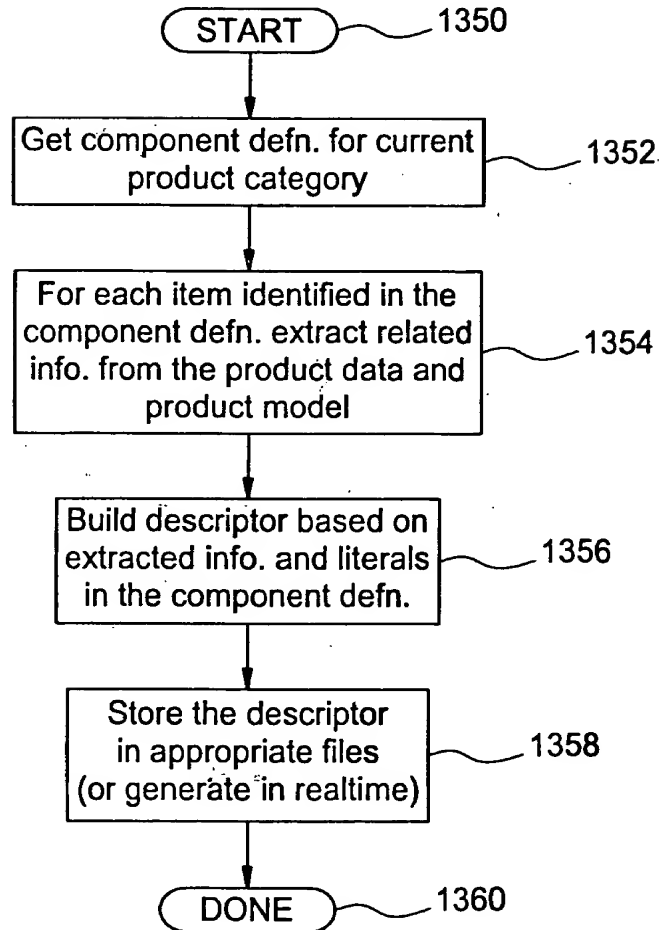 START
1350
Get component defn. for current
product category
1352
For each item identified in the
component defn. extract related
info. from the product data and
product model
1354
Build descriptor based on
extracted info. and literals
in the component defn.
1356
Store the descriptor
in appropriate files
(or generate in realtime)
1358
DONE
1360